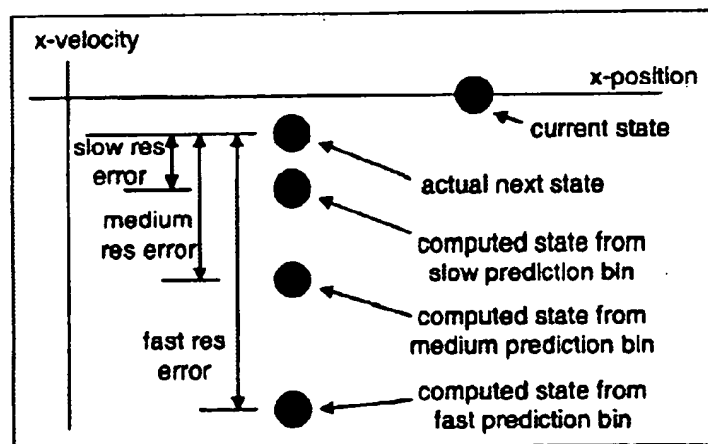 x-velocity
x-position
current state
slow res
error
actual next state
medium
res error
computed state from
slow prediction bin
computed state from
medium prediction bin
fast res
error
computed state from
fast prediction bin